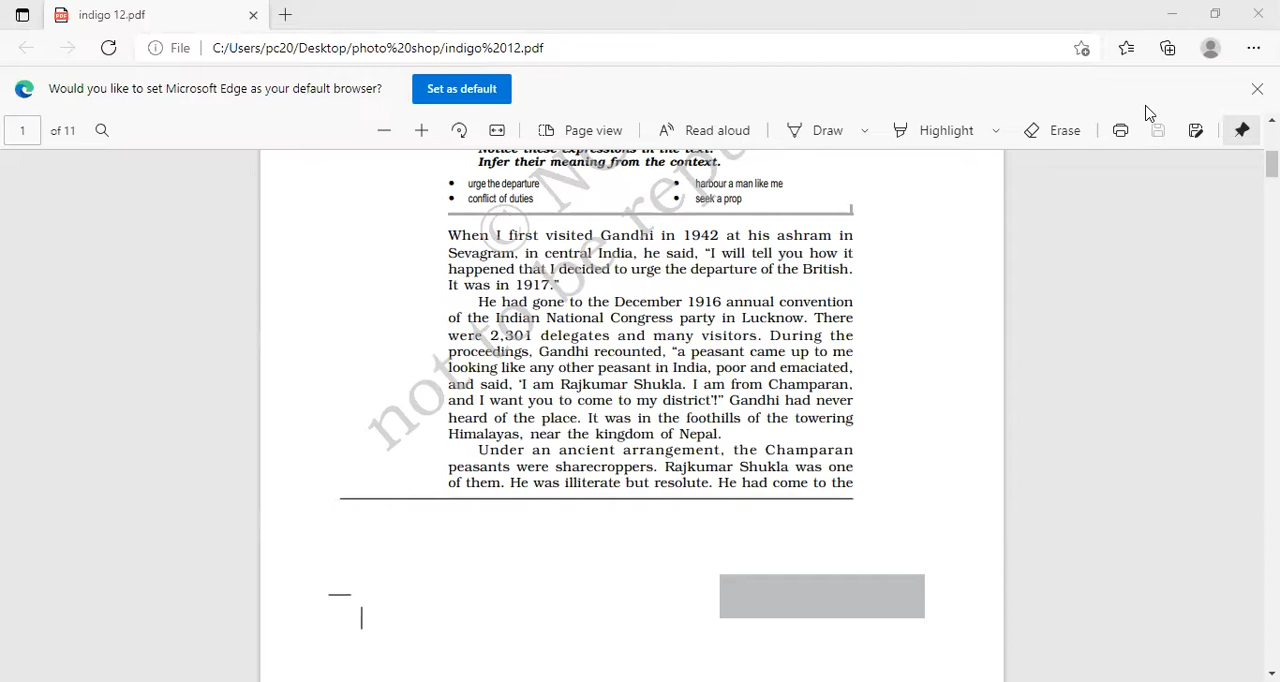 indigo 12.pdf
File C:/Users/pc20/Desktop/photo%20shop/indigo%2012.pdf
Would you like to set Microsoft Edge as your default browser? Set as default
1 of 11 Page view Read aloud Draw Highlight Erase
Notice these expressions in the text.
Infer their meaning from the context.
• urge the departure • harbour a man like me
• conflict of duties • seek a prop
When I first visited Gandhi in 1942 at his ashram in
Sevagram, in central India, he said, “I will tell you how it
happened that I decided to urge the departure of the British.
It was in 1917.”
He had gone to the December 1916 annual convention
of the Indian National Congress party in Lucknow. There
were 2,301 delegates and many visitors. During the
proceedings, Gandhi recounted, “a peasant came up to me
looking like any other peasant in India, poor and emaciated,
and said, ‘I am Rajkumar Shukla. I am from Champaran,
and I want you to come to my district’!” Gandhi had never
heard of the place. It was in the foothills of the towering
Himalayas, near the kingdom of Nepal.
Under an ancient arrangement, the Champaran
peasants were sharecroppers. Rajkumar Shukla was one
of them. He was illiterate but resolute. He had come to the
© NC
not to be repu